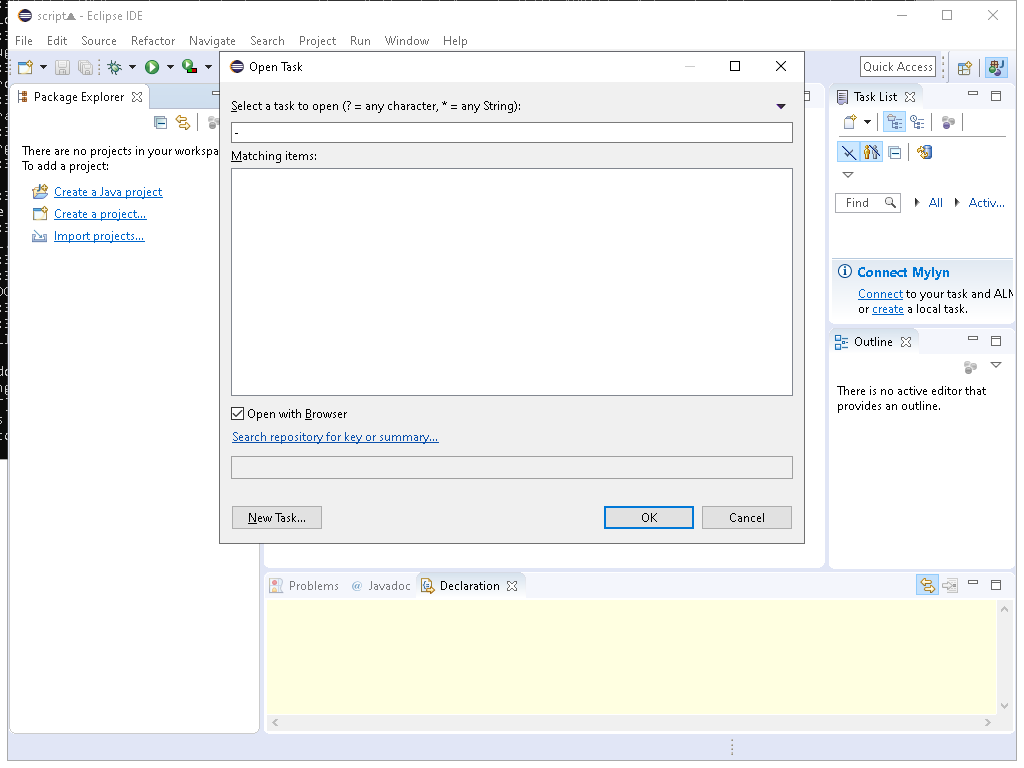 script▲ - Eclipse IDE
File Edit Source Refactor Navigate Search Project Run Window Help
Quick Access
Package Explorer
There are no projects in your workspa
To add a project:
Create a Java project
Create a project...
Import projects...
Open Task
Select a task to open (? = any character, * = any String):
-
Matching items:
Open with Browser
Search repository for key or summary...
New Task...
OK
Cancel
Task List
Find
All
Activ...
Connect Mylyn
Connect to your task and ALM
or create a local task.
Outline
There is no active editor that
provides an outline.
Problems
@ Javadoc
Declaration